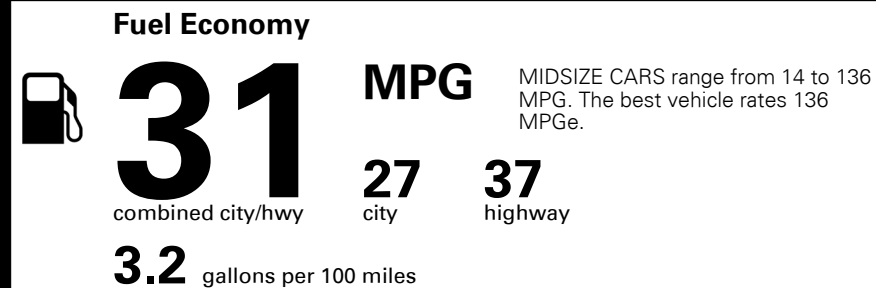 Fuel Economy
31
MPG
MIDSIZE CARS range from 14 to 136
MPG. The best vehicle rates 136
MPGe.
27
37
combined city/hwy
city
highway
3.2 gallons per 100 miles